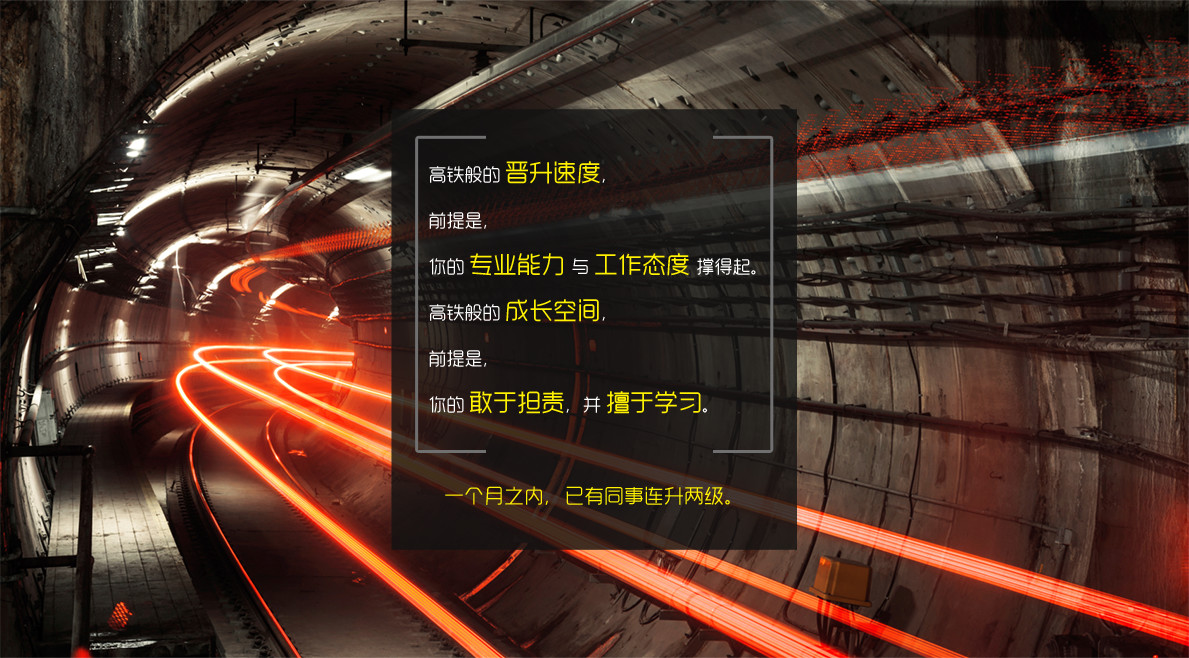 高铁般的 晋升速度,
前提是,
你的 专业能力 与 工作态度 撑得起。
高铁般的 成长空间,
前提是,
你的 敢于担责, 并 擅于学习。
一个月之内, 已有同事连升两级。